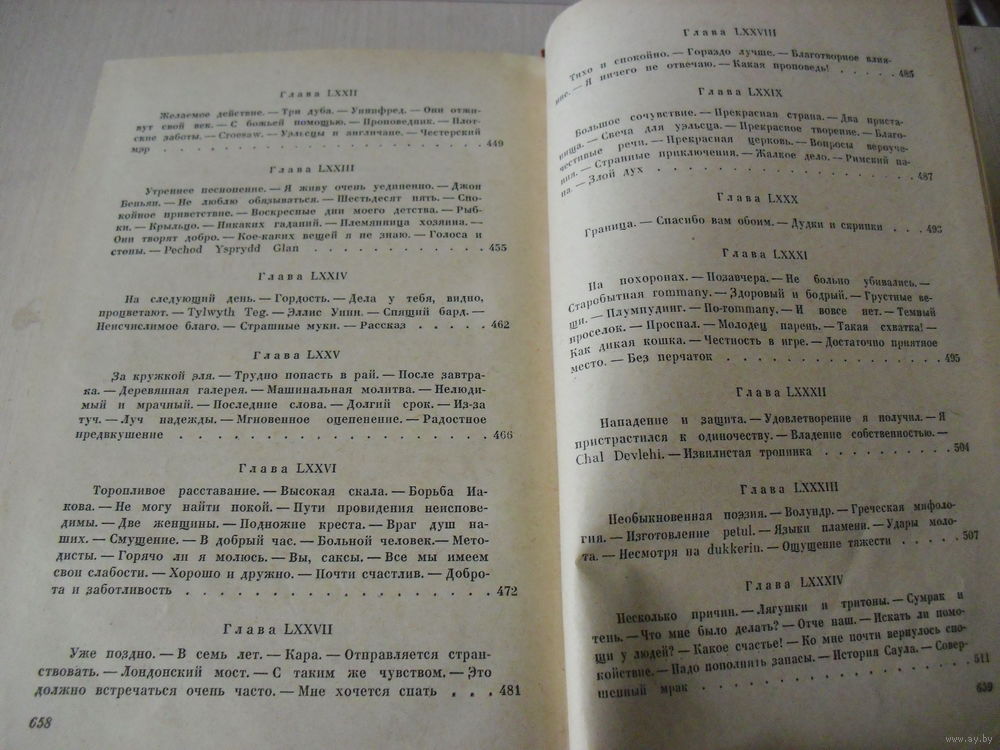 Глава LXXII
Желаемое действие. — Три дуба. — Уиннфред. — Они отжи-
вут свой век. — С божьей помощью. — Проповедник. — Плот-
ские заботы. — Croesaw. — Уэльсцы и англичане. — Честерский
мэр . . . . . . . . . . . . . . . . . . 449
Глава LXXIII
Утреннее песнопение. — Я живу очень уединенно. — Джон
Беньян. — Не люблю обязываться. — Шестьдесят пять. — Спо-
койное приветствие. — Воскресные дни моего детства. — Рыб-
ки. — Крыльцо. — Никаких гаданий. — Племянница хозяина. —
Они творят добро. — Кое-каких вещей я не знаю. — Голоса и
стоны. — Pechod Ysprydd Glan . . . . . . . . . . 455
Глава LXXIV
На следующий день. — Гордость. — Дела у тебя, видно,
процветают. — Tylwyth Teg. — Эллис Уинн. — Спящий бард. —
Неисчислимое благо. — Страшные муки. — Рассказ . . . . . 462
Глава LXXV
За кружкой эля. — Трудно попасть в рай. — После завтра-
ка. — Деревянная галерея. — Машинальная молитва. — Нелюди-
мый и мрачный. — Последние слова. — Долгий срок. — Из-за
туч. — Луч надежды. — Мгновенное оцепенение. — Радостное
предвкушение . . . . . . . . . . . . . . . . 466
Глава LXXVI
Торопливое расставание. — Высокая скала. — Борьба Иа-
кова. — Не могу найти покой. — Пути провидения неисповe-
димы. — Две женщины. — Подножие креста. — Враг душ на-
ших. — Смущение. — В добрый час. — Больной человек.— Мето-
дисты. — Горячо ли я молюсь. — Вы, саксы. — Все мы имеем
свои слабости. — Хорошо и дружно. — Почти счастлив. — Добро-
та и заботливость . . . . . . . . . . . . . . . 472
Глава LXXVII
Уже поздно. — В семь лет. — Кара. — Отправляется стран-
ствовать. — Лондонский мост. — С таким же чувством. — Это
должно встречаться очень часто. — Мне хочется спать . . . 481
658
Глава LXXVIII
Тихо и спокойно. — Гораздо лучше. — Благотворное влия-
ние. — Я ничего не отвечаю. — Какая проповедь! . . . . . 485
Глава LXXIX
Большое сочувствие. — Прекрасная страна. — Два приста-
нища. — Свеча для уэльсца. — Прекрасное творение. — Благо-
честивые речи. — Прекрасная церковь. — Вопросы вероуче-
ния. — Странные приключения. — Жалкое дело. — Римский па-
па. — Злой дух . . . . . . . . . . . . . . . . 487
Глава LXXX
Граница. — Спасибо вам обоим. — Дудки и скрипки . . . 493
Глава LXXXI
На похоронах. — Позавчера. — Не больно убивались. —
Старобытная rommany. — Здоровый и бодрый. — Грустные ве-
щи. — Плумпудинг. — По-rommany. — И вовсе нет. — Темный
проселок. — Проспал. — Молодец парень. — Такая схватка! —
Как дикая кошка. — Честность в игре. — Достаточно приятное
место. — Без перчаток . . . . . . . . . . . . . . 495
Глава LXXXII
Нападение и защита. — Удовлетворение я получил. — Я
пристрастился к одиночеству. — Владение собственностью. —
Chal Devlehi. — Извилистая тропинка . . . . . . . . . 504
Глава LXXXIII
Необыкновенная поэзия. — Волундр. — Греческая мифоло-
гия. — Изготовление petul. — Языки пламени. — Удары моло-
та. — Несмотря на dukkerin. — Ощущение тяжести . . . . . 507
Глава LXXXIV
Несколько причин. — Лягушки и тритоны. — Сумрак и
тень. — Что мне было делать? — Отче наш. — Искать ли помо-
щи у людей? — Какое счастье! — Ко мне почти вернулось спо-
койствие. — Надо пополнить запасы. — История Саула. — Совер-
шенный мрак . . . . . . . . . . . . . . . . 511
659
www.ay.by